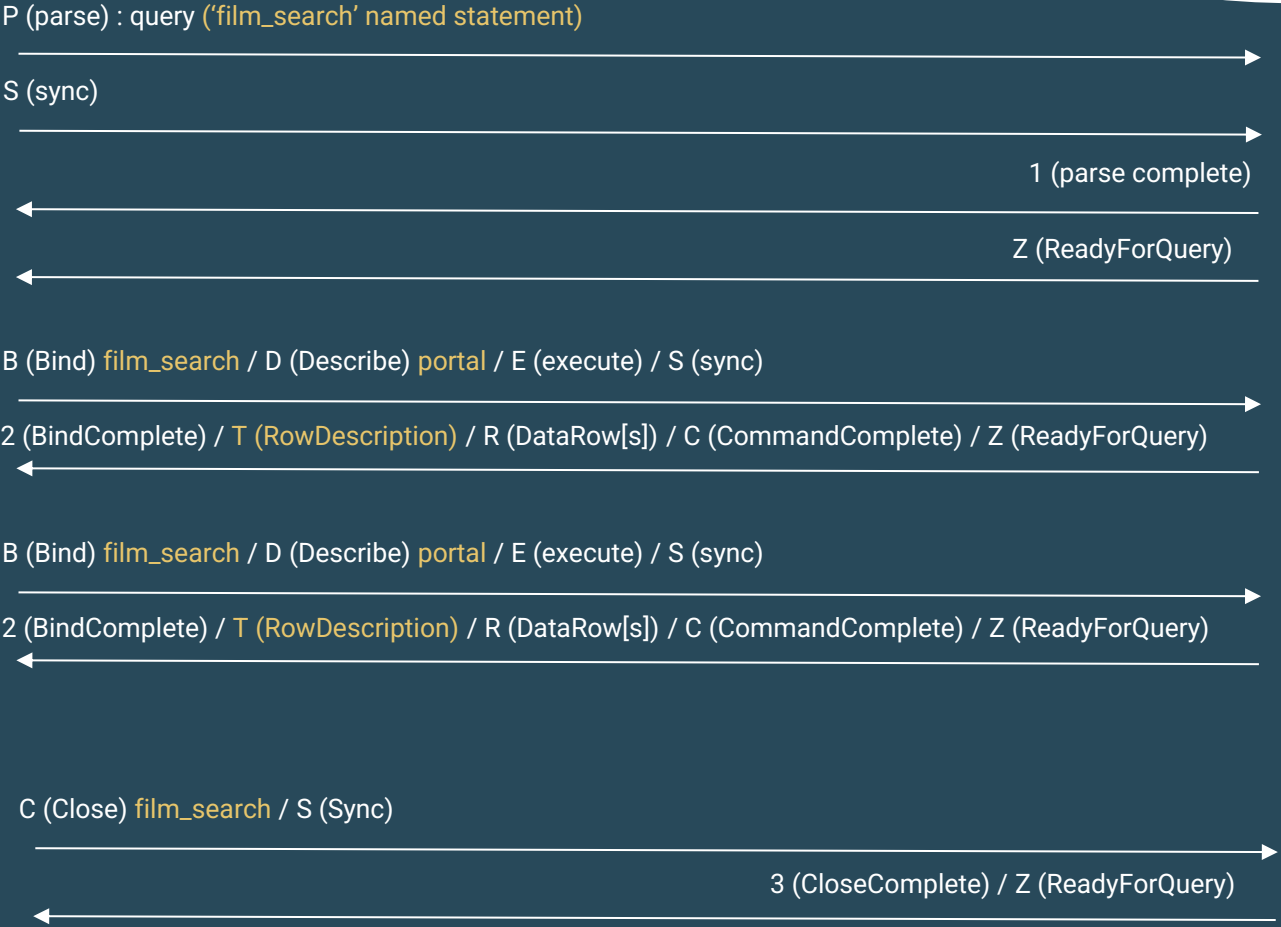 P (parse) : query (‘film_search’ named statement)
S (sync)
1 (parse complete)
Z (ReadyForQuery)
B (Bind) film_search / D (Describe) portal / E (execute) / S (sync)
2 (BindComplete) / T (RowDescription) / R (DataRow[s]) / C (CommandComplete) / Z (ReadyForQuery)
B (Bind) film_search / D (Describe) portal / E (execute) / S (sync)
2 (BindComplete) / T (RowDescription) / R (DataRow[s]) / C (CommandComplete) / Z (ReadyForQuery)
C (Close) film_search / S (Sync)
3 (CloseComplete) / Z (ReadyForQuery)